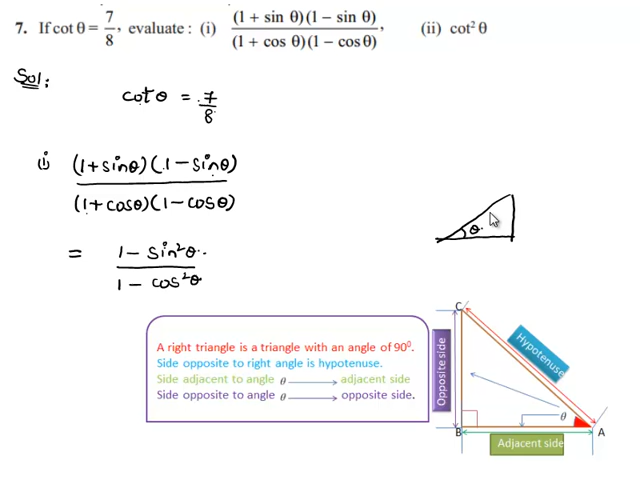 7. If cot θ = 7/8, evaluate : (i) (1 + sin θ)(1 − sin θ)/(1 + cos θ)(1 − cos θ), (ii) cot² θ
Sol:
cot θ = 7/8
(i) (1+sinθ)(1−sinθ)/(1+cosθ)(1−cosθ)
= 1 − sin²θ/1 − cos²θ
θ
A right triangle is a triangle with an angle of 90⁰.
Side opposite to right angle is hypotenuse.
Side adjacent to angle θ ⟶ adjacent side
Side opposite to angle θ ⟶ opposite side.
C
Opposite side
Hypotenuse
θ
B
A
Adjacent side